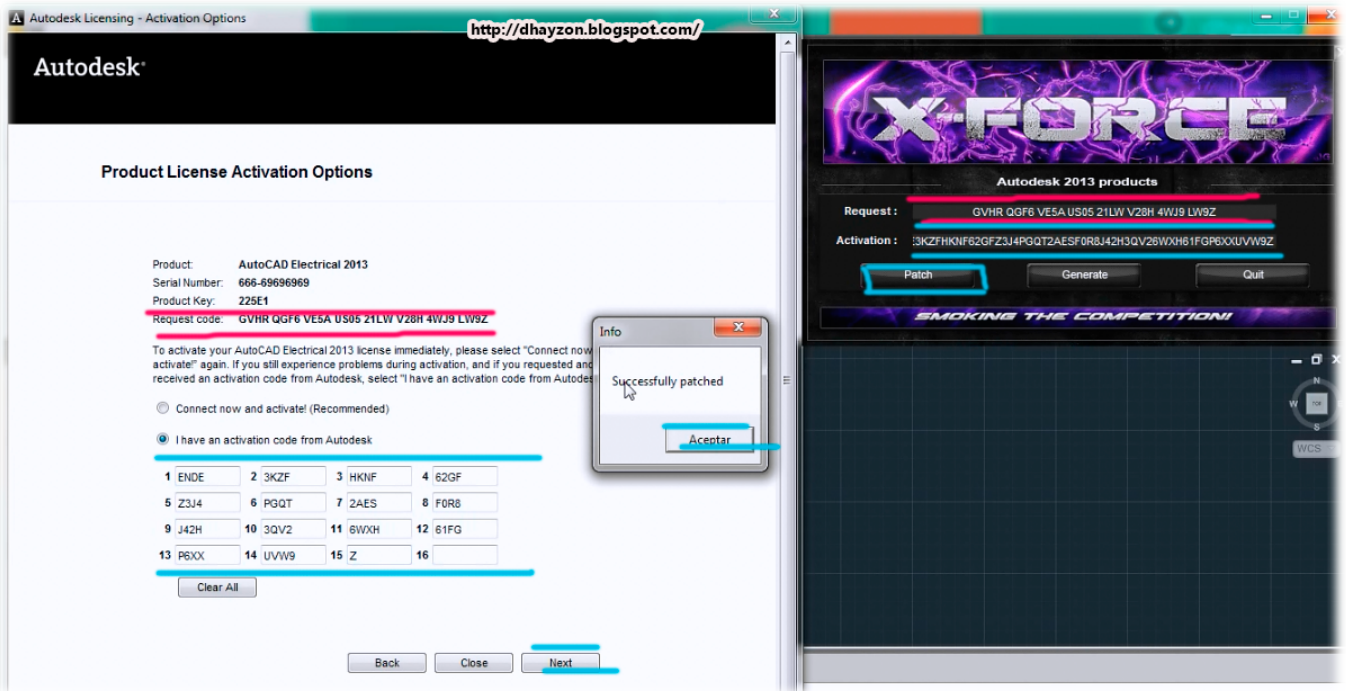 Autodesk Licensing - Activation Options
http://dhayzon.blogspot.com/
Autodesk
Product License Activation Options
Product: AutoCAD Electrical 2013
Serial Number: 666-69696969
Product Key: 225E1
Request code: GVHR QGF6 VE5A US05 21LW V28H 4WJ9 LW9Z
To activate your AutoCAD Electrical 2013 license immediately, please select "Connect now
activate!" again. If you still experience problems during activation, and if you requested and
received an activation code from Autodesk, select "I have an activation code from Autodes
Connect now and activate! (Recommended)
I have an activation code from Autodesk
1 ENDE 2 3KZF 3 HKNF 4 62GF
5 Z3J4 6 PGQT 7 2AES 8 F0R8
9 J42H 10 3QV2 11 6WXH 12 61FG
13 P6XX 14 UVW9 15 Z 16
Clear All
Back Close Next
Info
Successfully patched
Aceptar
X-FORCE
Autodesk 2013 products
Request : GVHR QGF6 VE5A US05 21LW V28H 4WJ9 LW9Z
Activation : 3KZFHKNF62GFZ3J4PGQT2AESF0R8J42H3QV26WXH61FGP6XXUVW9Z
Patch Generate Quit
SMOKING THE COMPETITION!
N
W TOP
S
WCS